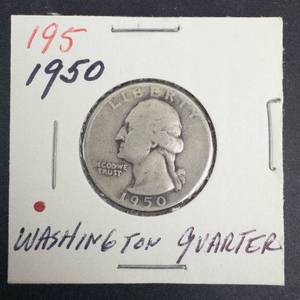 195
1950
LIBERTY
IN GOD WE
TRUST
1950
WASHINGTON QUARTER